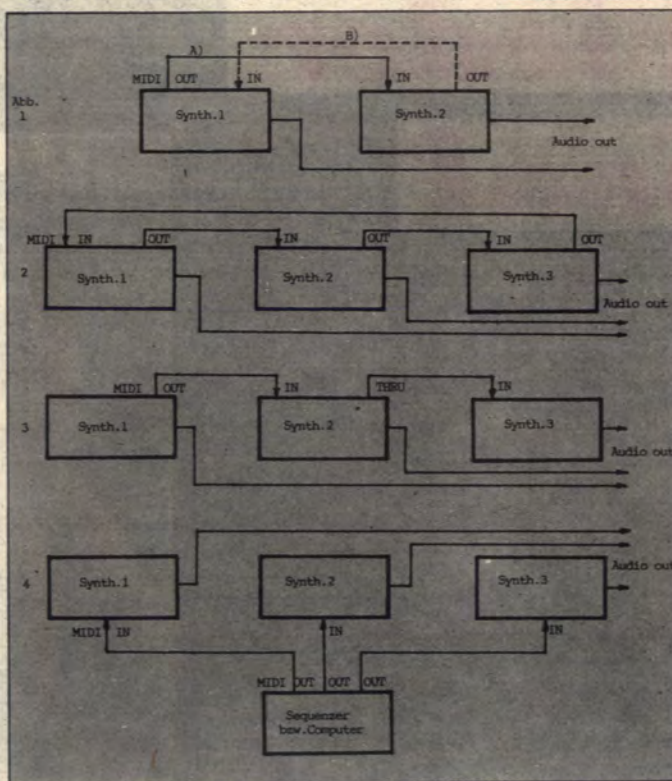 B)
A)
MIDI OUT IN IN OUT
Abb.
1
Synth.1 Synth.2
Audio out
MIDI IN OUT IN OUT IN OUT
2
Synth.1 Synth.2 Synth.3
Audio out
MIDI OUT IN THRU IN
3
Synth.1 Synth.2 Synth.3
Audio out
4
Synth.1 Synth.2 Synth.3
Audio out
MIDI IN IN IN
MIDI OUT OUT OUT
Sequenzer
bzw.Computer